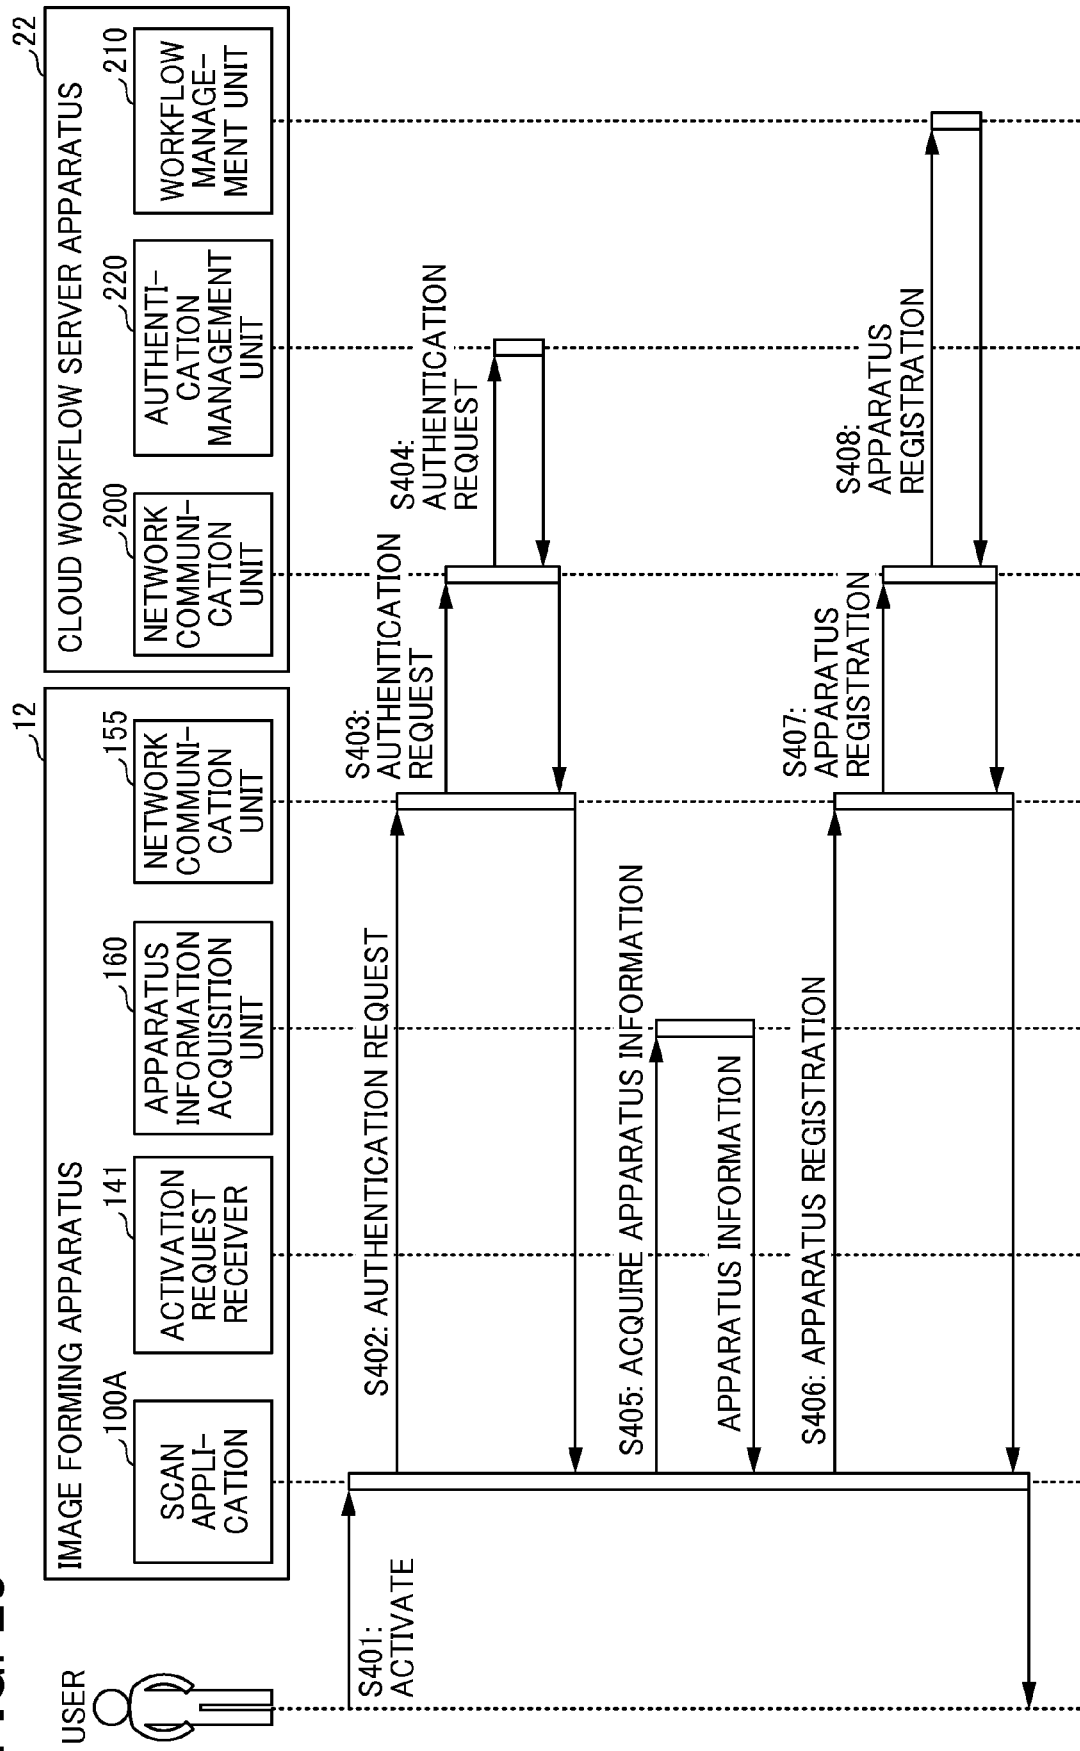 USER
12
IMAGE FORMING APPARATUS
100A
SCAN
APPLI-
CATION
141
ACTIVATION
REQUEST
RECEIVER
160
APPARATUS
INFORMATION
ACQUISITION
UNIT
155
NETWORK
COMMUNI-
CATION
UNIT
22
CLOUD WORKFLOW SERVER APPARATUS
200
NETWORK
COMMUNI-
CATION
UNIT
220
AUTHENTI-
CATION
MANAGEMENT
UNIT
210
WORKFLOW
MANAGE-
MENT UNIT
S401:
ACTIVATE
S402: AUTHENTICATION REQUEST
S403:
AUTHENTICATION
REQUEST
S404:
AUTHENTICATION
REQUEST
S405: ACQUIRE APPARATUS INFORMATION
APPARATUS INFORMATION
S406: APPARATUS REGISTRATION
S407:
APPARATUS
REGISTRATION
S408:
APPARATUS
REGISTRATION